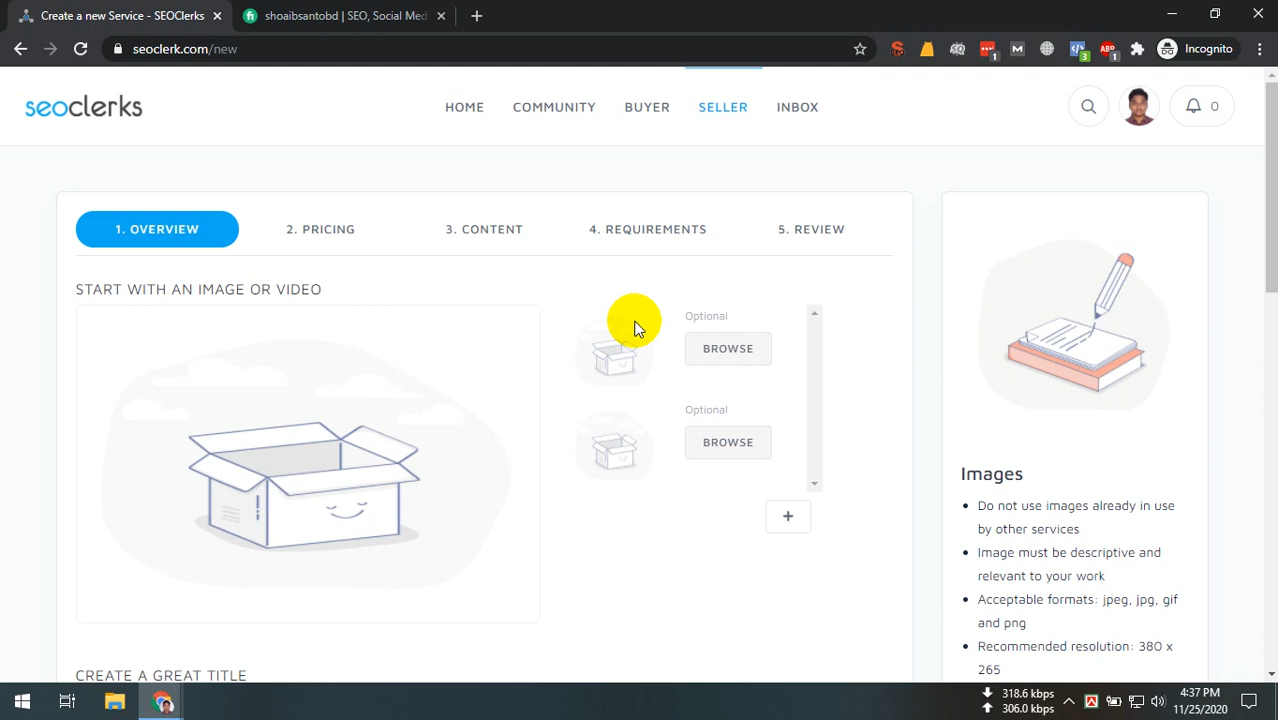 Create a new Service - SEOClerks
shoaibsantobd | SEO, Social Med
seoclerk.com/new
1
3
ABP
1
Incognito
seoclerks
HOME
COMMUNITY
BUYER
SELLER
INBOX
0
1. OVERVIEW
2. PRICING
3. CONTENT
4. REQUIREMENTS
5. REVIEW
START WITH AN IMAGE OR VIDEO
Optional
BROWSE
Optional
BROWSE
+
Images
Do not use images already in use
by other services
Image must be descriptive and
relevant to your work
Acceptable formats: jpeg, jpg, gif
and png
Recommended resolution: 380 x
265
CREATE A GREAT TITLE
318.6 kbps
306.0 kbps
4:37 PM
11/25/2020